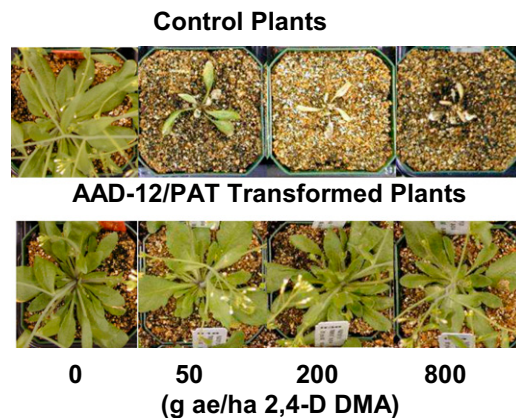 Control Plants
AAD-12/PAT Transformed Plants
0 50 200 800
(g ae/ha 2,4-D DMA)